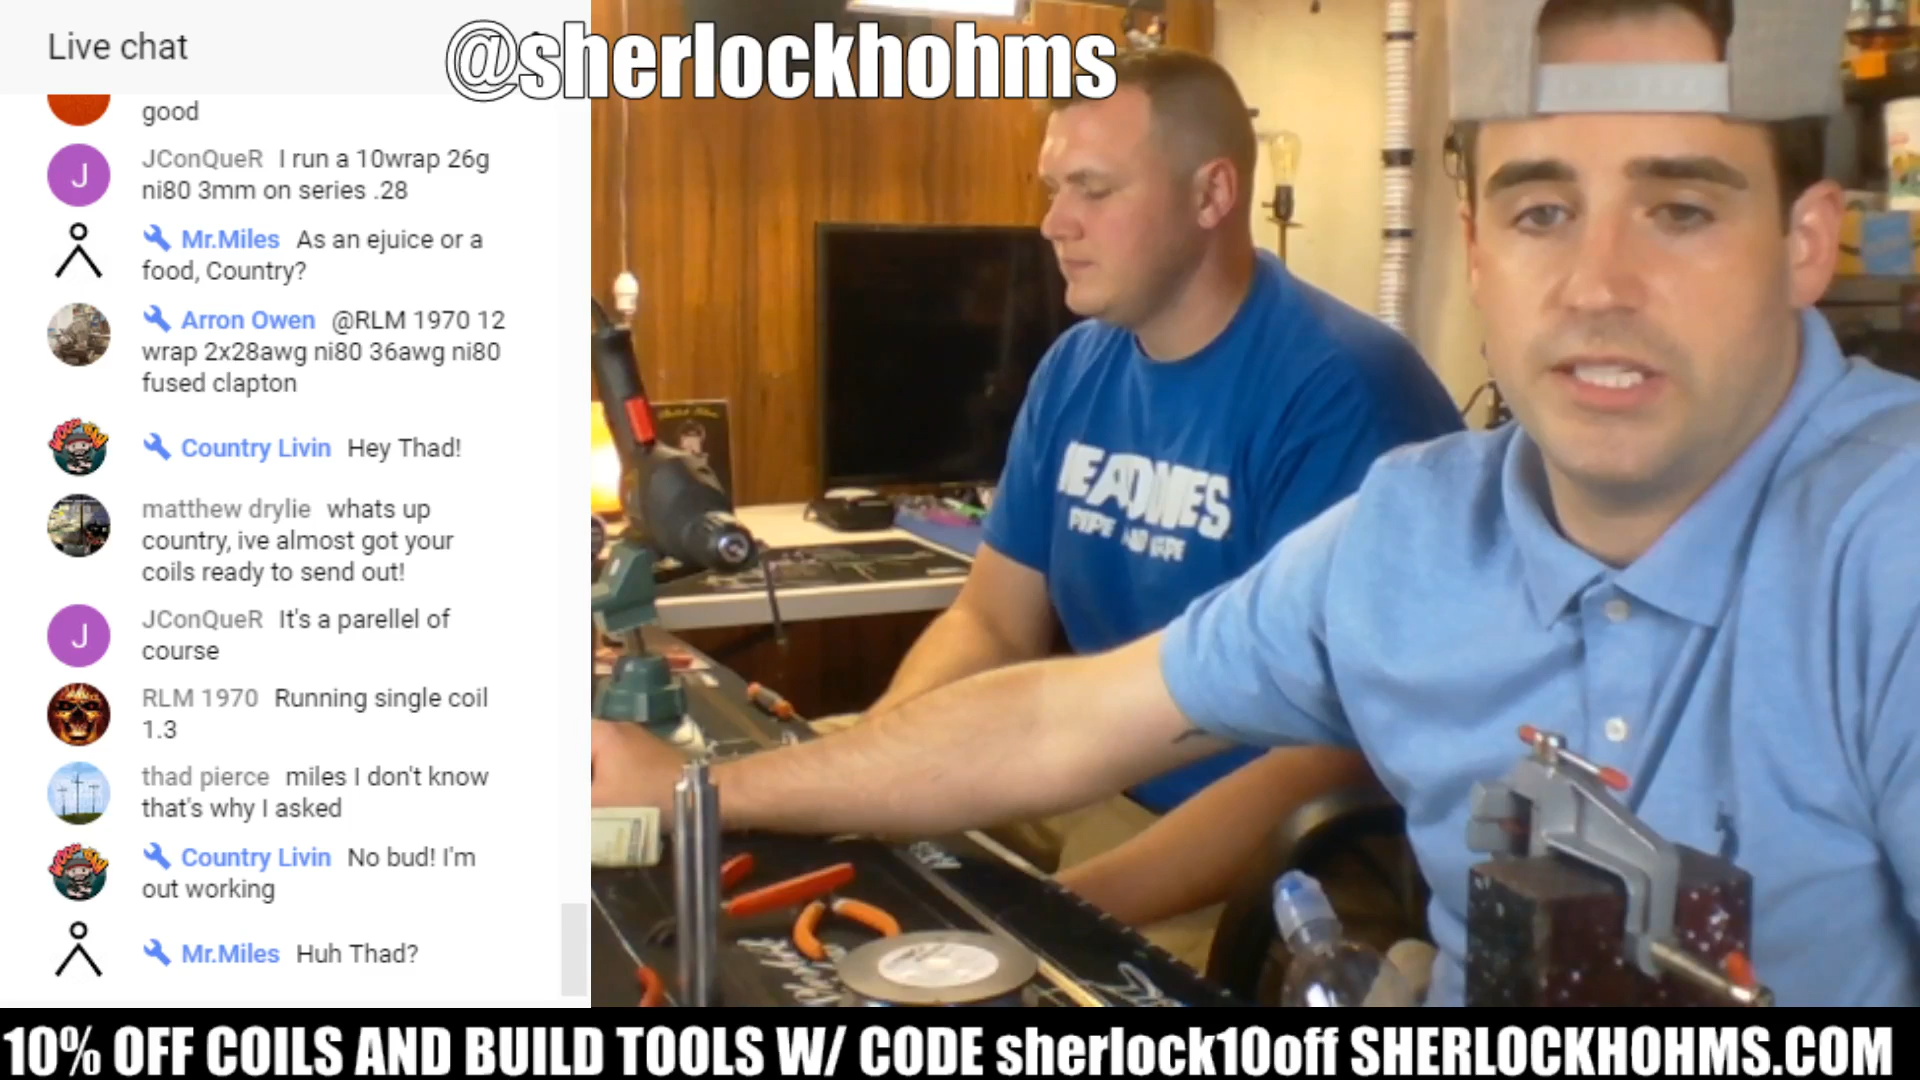 Live chat
@sherlockhohms
good
J
JConQueR I run a 10wrap 26g
ni80 3mm on series .28
Mr.Miles As an ejuice or a
food, Country?
Arron Owen @RLM 1970 12
wrap 2x28awg ni80 36awg ni80
fused clapton
Country Livin Hey Thad!
matthew drylie whats up
country, ive almost got your
coils ready to send out!
J
JConQueR It's a parellel of
course
RLM 1970 Running single coil
1.3
thad pierce miles I don't know
that's why I asked
Country Livin No bud! I'm
out working
Mr.Miles Huh Thad?
PIPE AND VAPE
10% OFF COILS AND BUILD TOOLS W/ CODE sherlock10off SHERLOCKHOHMS.COM